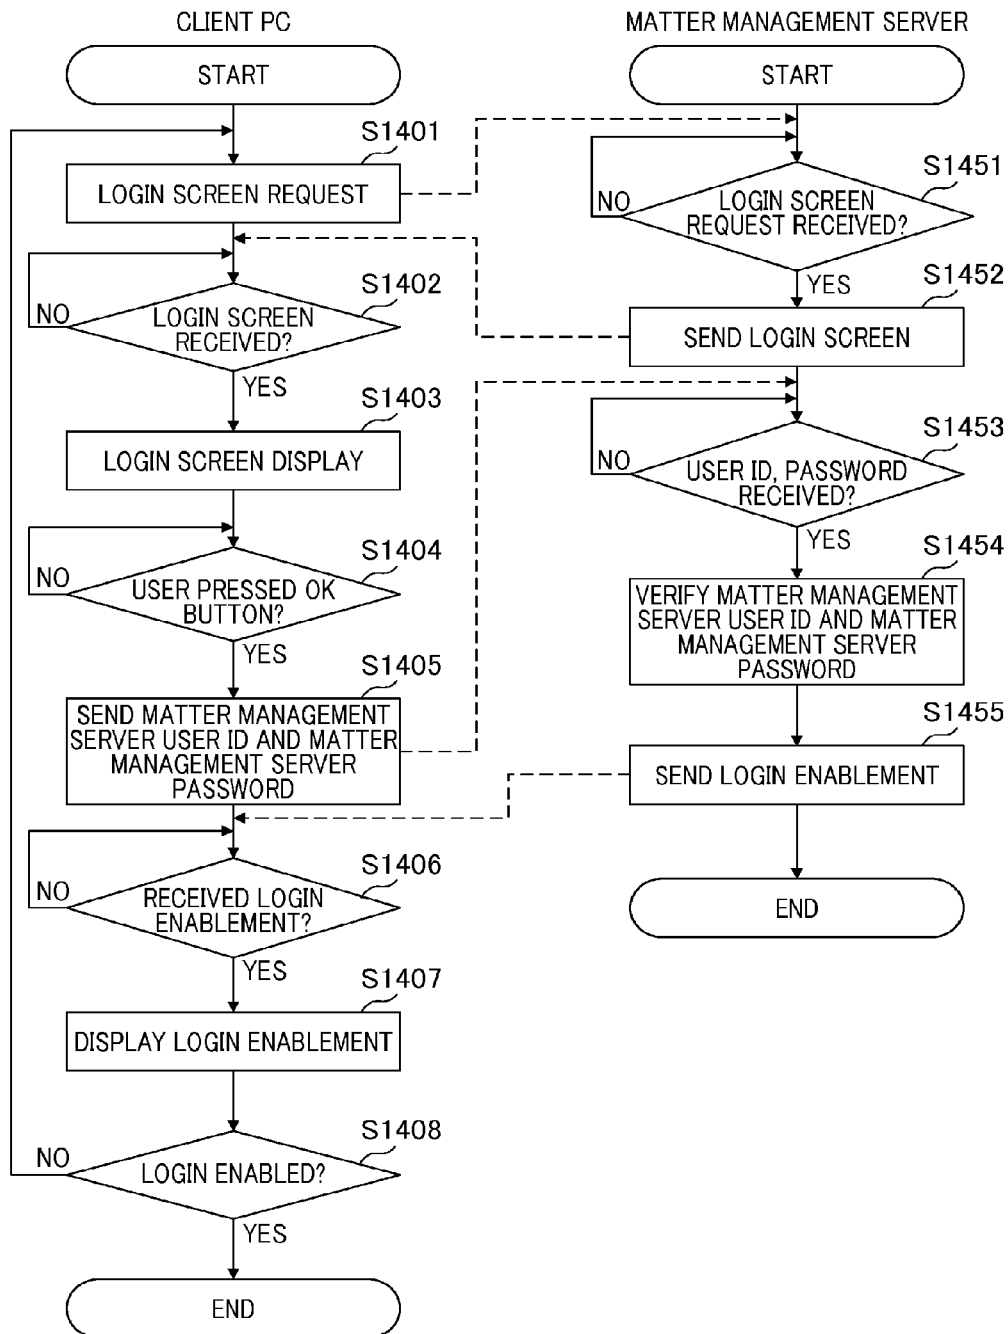 CLIENT PC
START
S1401
LOGIN SCREEN REQUEST
S1402
NO
LOGIN SCREEN
RECEIVED?
YES
S1403
LOGIN SCREEN DISPLAY
S1404
NO
USER PRESSED OK
BUTTON?
YES
S1405
SEND MATTER MANAGEMENT
SERVER USER ID AND MATTER
MANAGEMENT SERVER
PASSWORD
S1406
NO
RECEIVED LOGIN
ENABLEMENT?
YES
S1407
DISPLAY LOGIN ENABLEMENT
S1408
NO
LOGIN ENABLED?
YES
END
MATTER MANAGEMENT SERVER
START
S1451
NO
LOGIN SCREEN
REQUEST RECEIVED?
YES
S1452
SEND LOGIN SCREEN
S1453
NO
USER ID, PASSWORD
RECEIVED?
YES
S1454
VERIFY MATTER MANAGEMENT
SERVER USER ID AND MATTER
MANAGEMENT SERVER
PASSWORD
S1455
SEND LOGIN ENABLEMENT
END